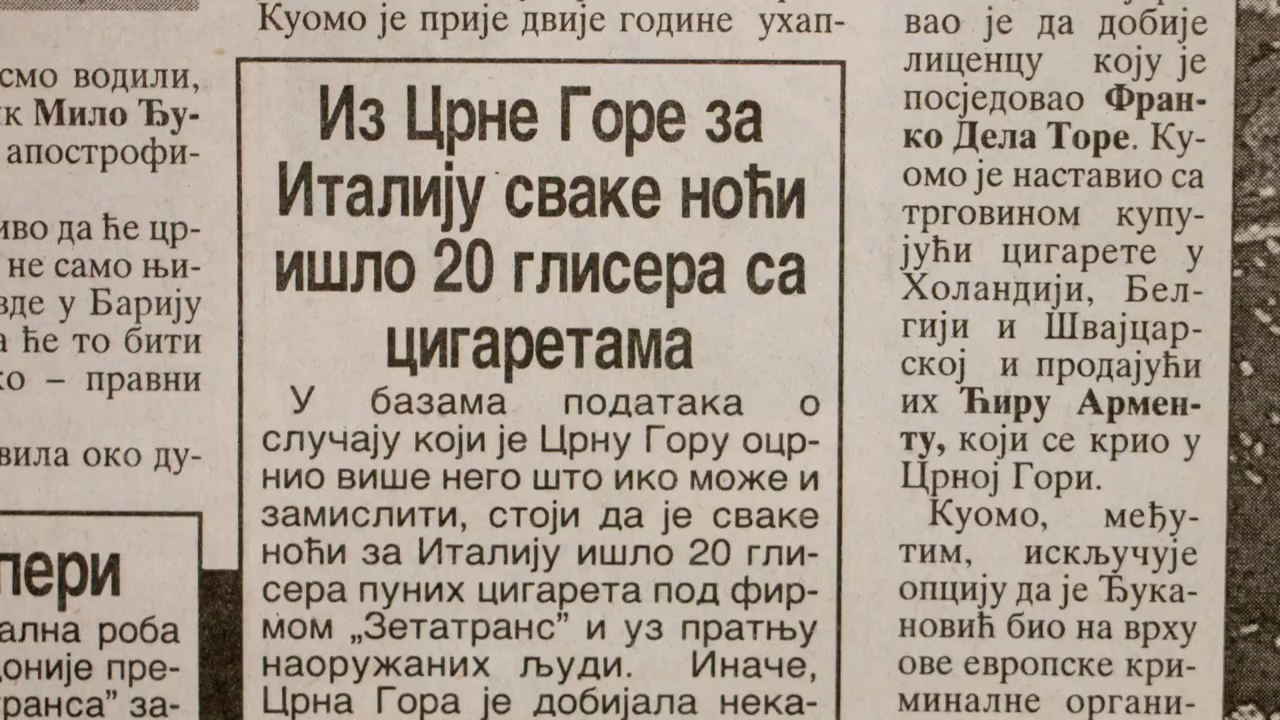 смо водили,
к Мило Ђу-
апострофи-
иво да ће цр-
не само њи-
вде у Барију
а ће то бити
ко – правни
вила око ду-
пери
ална роба
доније пре-
транса” за-
Куомо је прије двије године ухап-
Из Црне Горе за
Италију сваке ноћи
ишло 20 глисера са
цигаретама
У базама података о
случају који је Црну Гору оцр-
нио више него што ико може и
замислити, стоји да је сваке
ноћи за Италију ишло 20 гли-
сера пуних цигарета под фир-
мом „Зетатранс” и уз пратњу
наоружаних људи. Иначе,
Црна Гора је добијала нека-
вао је да добије
лиценцу коју је
посједовао Фран-
ко Дела Торе. Ку-
омо је наставио са
трговином купу-
јући цигарете у
Холандији, Бел-
гији и Швајцар-
ској и продајући
их Ћиру Армен-
ту, који се крио у
Црној Гори.
Куомо, међу-
тим, искључује
опцију да је Ђука-
новић био на врху
ове европске кри-
миналне органи-